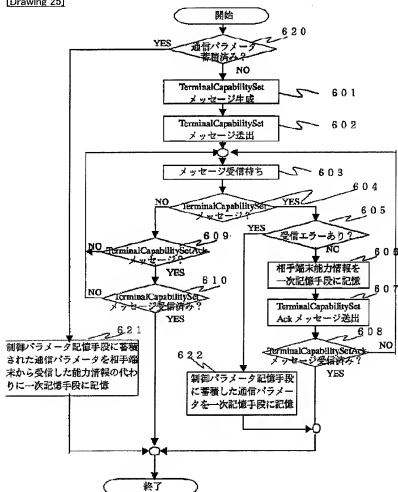 [Drawing 25]
開始
620
通信パラメータ
蓄積済み?
YES
NO
TerminalCapabilitySet
メッセージ生成
601
TerminalCapabilitySet
メッセージ送出
602
メッセージ受信待ち
603
604
TerminalCapabilitySet
メッセージ?
NO
YES
605
受信エラーあり?
YES
NO
609
TerminalCapabilitySetAck
メッセージ?
NO
YES
606
相手端末能力情報を
一次記憶手段に記憶
607
TerminalCapabilitySet
Ack メッセージ送出
610
TerminalCapabilitySet
メッセージ受信済み?
NO
YES
608
TerminalCapabilitySetAck
メッセージ受信済み?
NO
YES
621
制御パラメータ記憶手段に蓄積
された通信パラメータを相手端
末から受信した能力情報の代わ
りに一次記憶手段に記憶
622
制御パラメータ記憶手段
に蓄積した通信パラメー
タを一次記憶手段に記憶
終了